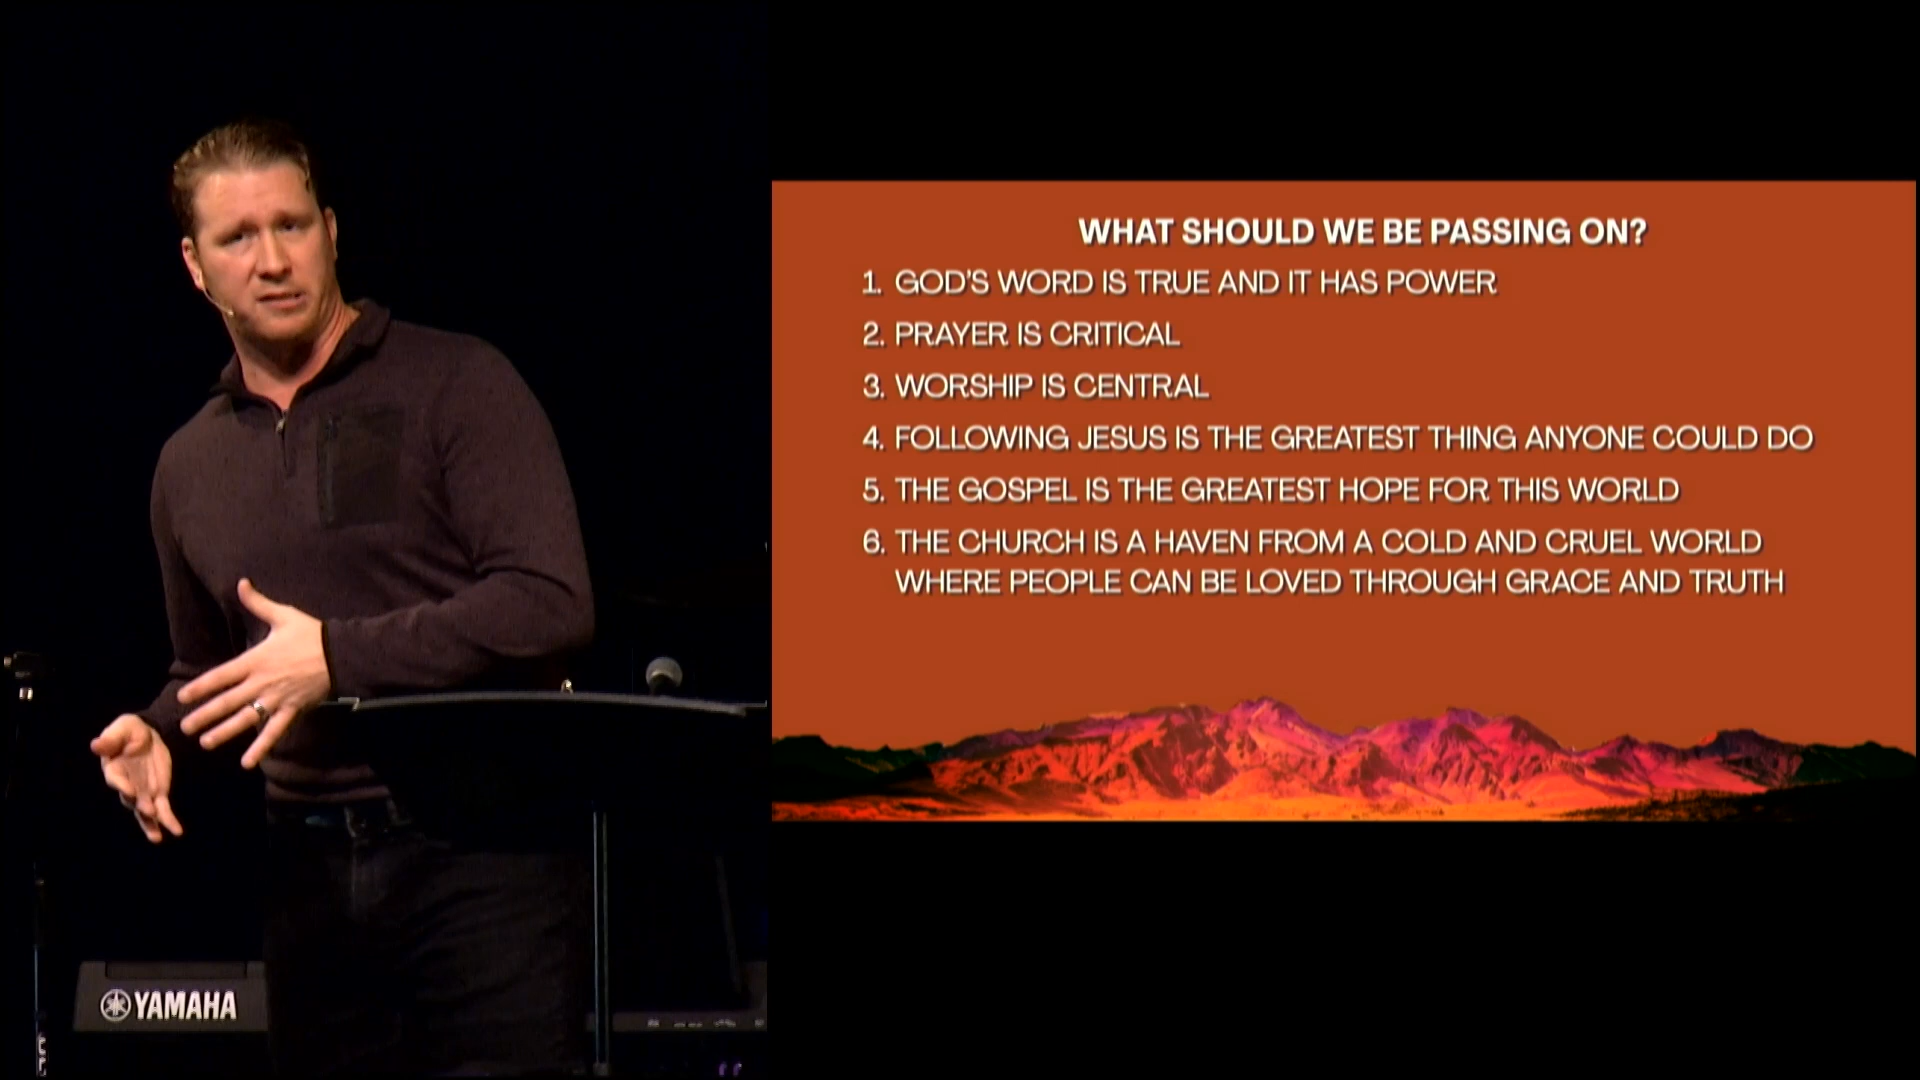 WHAT SHOULD WE BE PASSING ON?
1. GOD'S WORD IS TRUE AND IT HAS POWER
2. PRAYER IS CRITICAL
3. WORSHIP IS CENTRAL
4. FOLLOWING JESUS IS THE GREATEST THING ANYONE COULD DO
5. THE GOSPEL IS THE GREATEST HOPE FOR THIS WORLD
6. THE CHURCH IS A HAVEN FROM A COLD AND CRUEL WORLD
WHERE PEOPLE CAN BE LOVED THROUGH GRACE AND TRUTH
YAMAHA